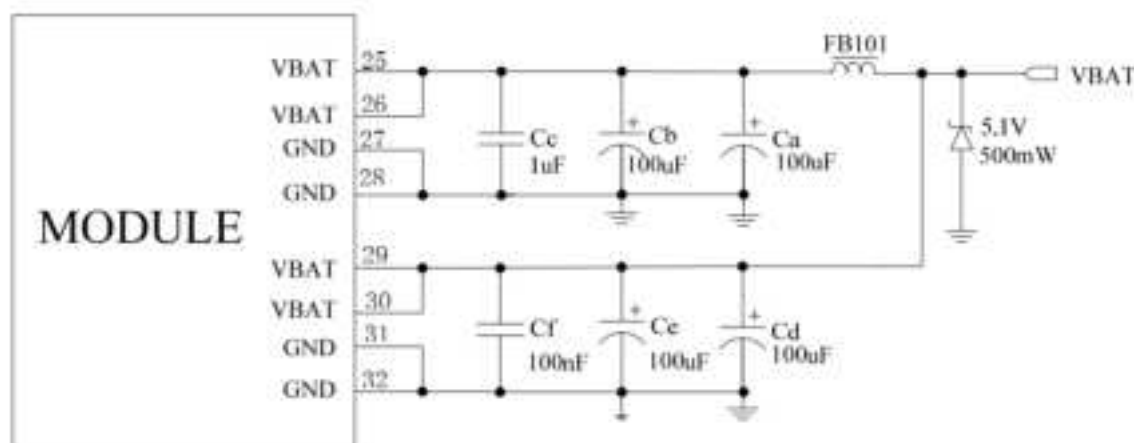 FB101
VBAT 25
VBAT
VBAT 26
5.1V
500mW
GND 27
Cc
1uF
+ Cb
100uF
+ Ca
100uF
GND 28
MODULE
VBAT 29
VBAT 30
GND 31
Cf
100nF
+ Ce
100uF
+ Cd
100uF
GND 32